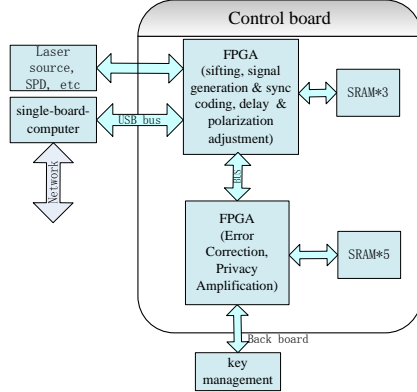 Control board
Laser
source,
SPD, etc
FPGA
(sifting, signal
generation & sync
coding, delay &
polarization
adjustment)
SRAM*3
single-board-
computer
USB bus
Network
BUS
FPGA
(Error
Correction,
Privacy
Amplification)
SRAM*5
Back board
key
management